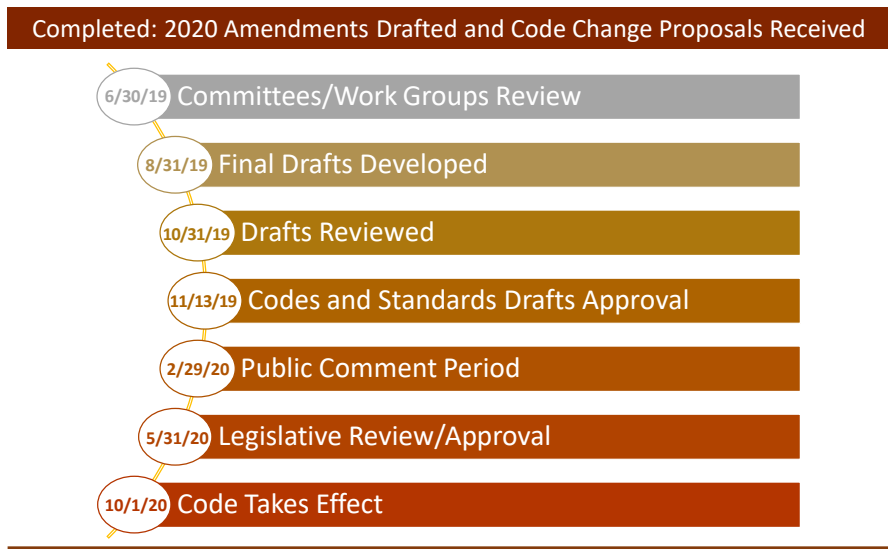 Completed: 2020 Amendments Drafted and Code Change Proposals Received
6/30/19 Committees/Work Groups Review
8/31/19 Final Drafts Developed
10/31/19 Drafts Reviewed
11/13/19 Codes and Standards Drafts Approval
2/29/20 Public Comment Period
5/31/20 Legislative Review/Approval
10/1/20 Code Takes Effect